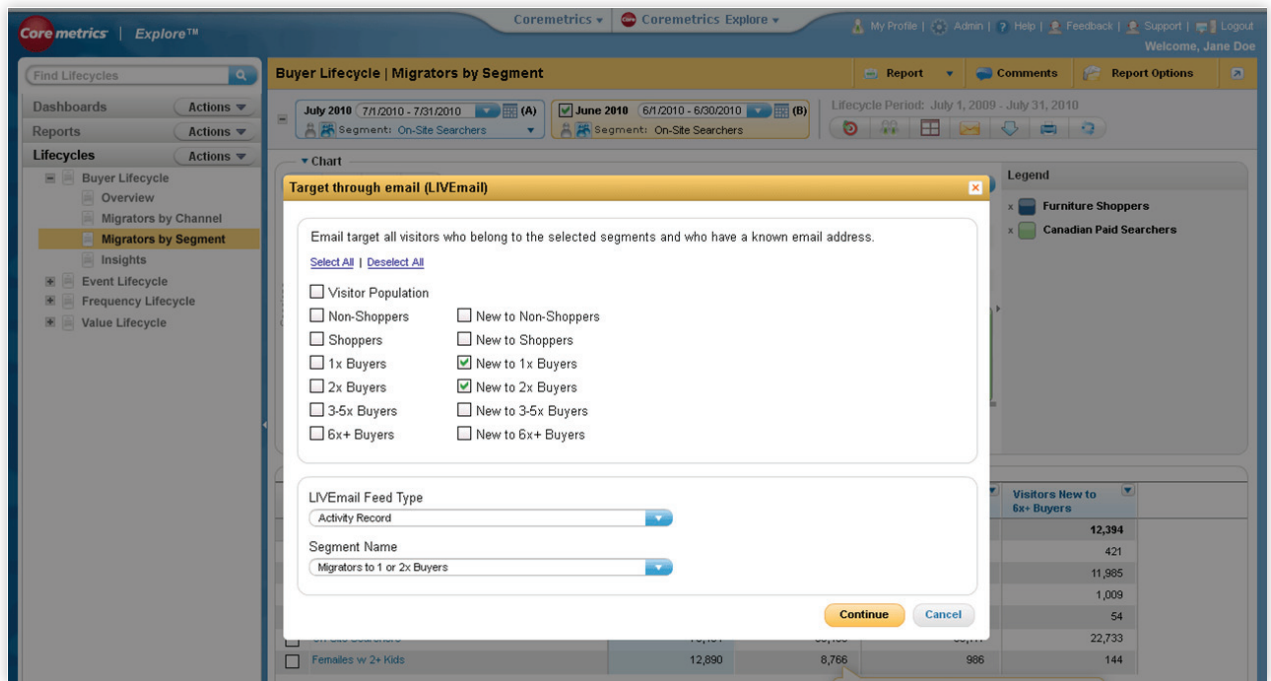 Coremetrics Explore™
Coremetrics
Coremetrics Explore
My Profile | Admin | ? Help | Feedback | Support | Logout
Welcome, Jane Doe
Find Lifecycles
Dashboards Actions
Reports Actions
Lifecycles Actions
Buyer Lifecycle
Overview
Migrators by Channel
Migrators by Segment
Insights
Event Lifecycle
Frequency Lifecycle
Value Lifecycle
Buyer Lifecycle | Migrators by Segment
Report
Comments
Report Options
July 2010 7/1/2010 - 7/31/2010 (A)
Segment: On-Site Searchers
June 2010 6/1/2010 - 6/30/2010 (B)
Segment: On-Site Searchers
Lifecycle Period: July 1, 2009 - July 31, 2010
Chart
Legend
x Furniture Shoppers
x Canadian Paid Searchers
Target through email (LIVEmail)
Email target all visitors who belong to the selected segments and who have a known email address.
Select All | Deselect All
Visitor Population
Non-Shoppers New to Non-Shoppers
Shoppers New to Shoppers
1x Buyers New to 1x Buyers
2x Buyers New to 2x Buyers
3-5x Buyers New to 3-5x Buyers
6x+ Buyers New to 6x+ Buyers
LIVEmail Feed Type
Activity Record
Segment Name
Migrators to 1 or 2x Buyers
Continue
Cancel
Visitors New to
6x+ Buyers
12,394
421
11,985
1,009
54
22,733
Femailes w 2+ Kids 12,890 8,766 986 144